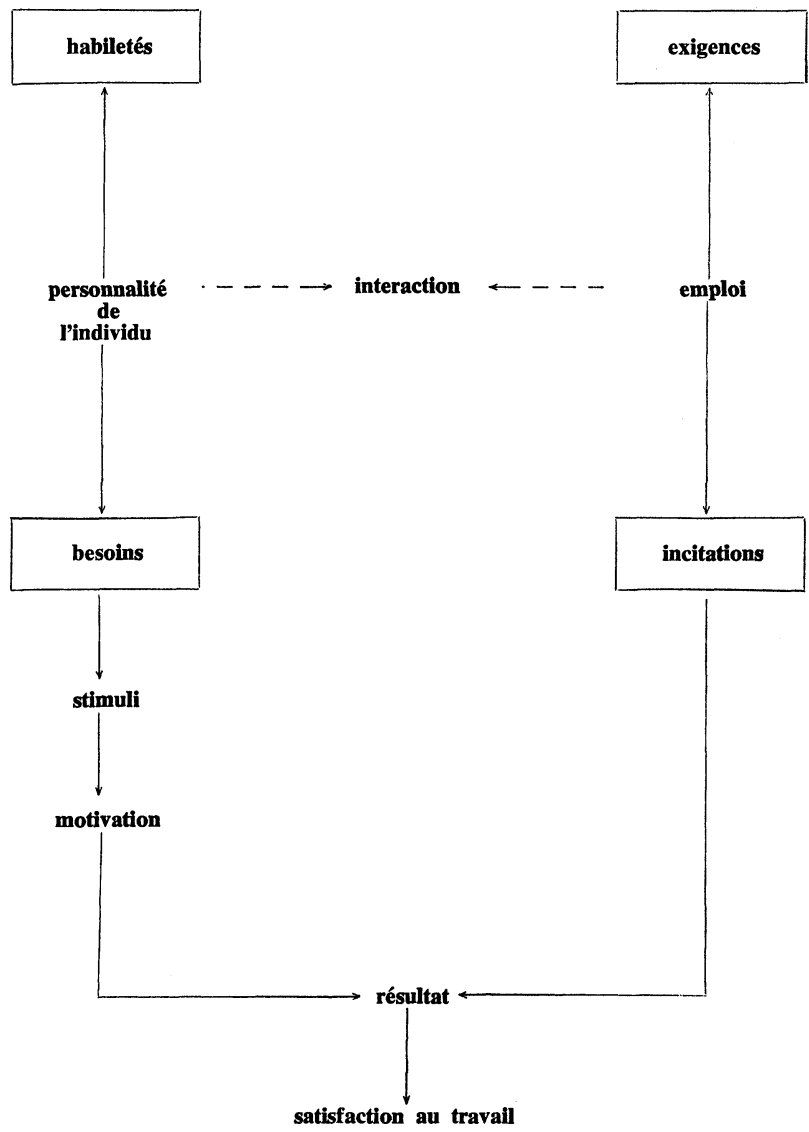 habiletés
exigences
personnalité
de
l'individu
interaction
emploi
besoins
incitations
stimuli
motivation
résultat
satisfaction au travail